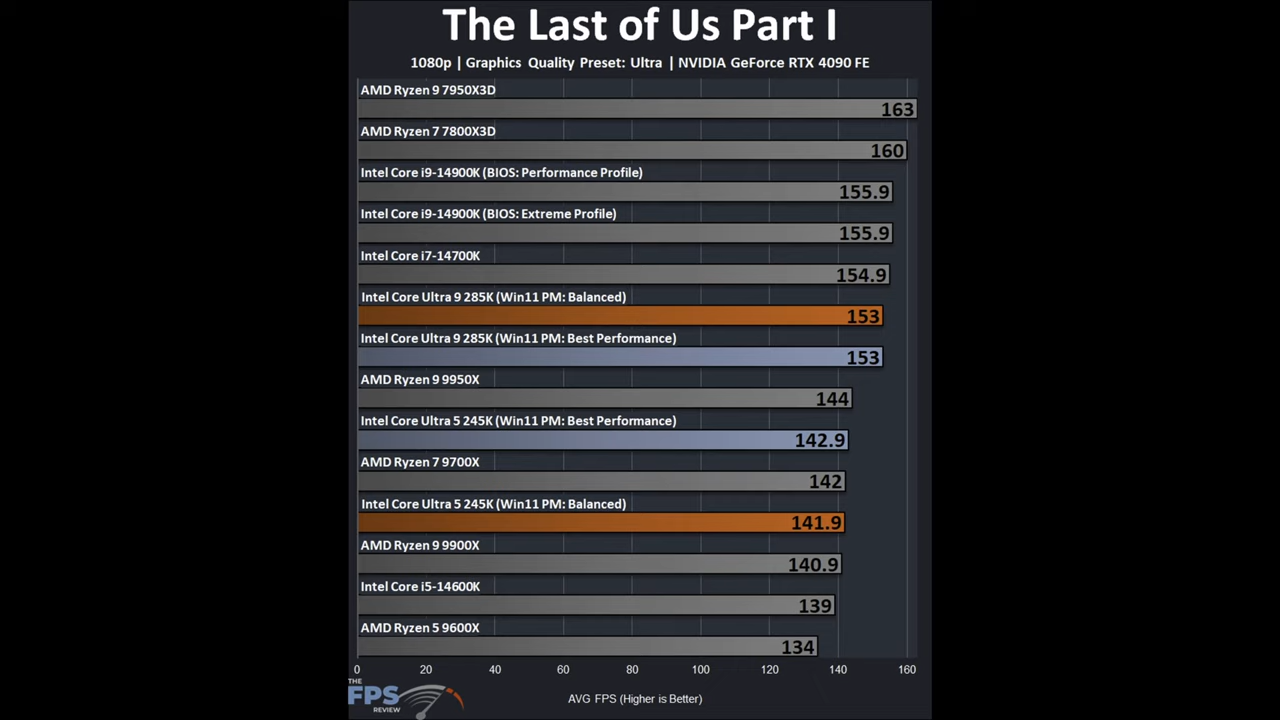 The Last of Us Part I
1080p | Graphics Quality Preset: Ultra | NVIDIA GeForce RTX 4090 FE
AMD Ryzen 9 7950X3D
163
AMD Ryzen 7 7800X3D
160
Intel Core i9-14900K (BIOS: Performance Profile)
155.9
Intel Core i9-14900K (BIOS: Extreme Profile)
155.9
Intel Core i7-14700K
154.9
Intel Core Ultra 9 285K (Win11 PM: Balanced)
153
Intel Core Ultra 9 285K (Win11 PM: Best Performance)
153
AMD Ryzen 9 9950X
144
Intel Core Ultra 5 245K (Win11 PM: Best Performance)
142.9
AMD Ryzen 7 9700X
142
Intel Core Ultra 5 245K (Win11 PM: Balanced)
141.9
AMD Ryzen 9 9900X
140.9
Intel Core i5-14600K
139
AMD Ryzen 5 9600X
134
0 20 40 60 80 100 120 140 160
AVG FPS (Higher is Better)
THE
FPS
REVIEW